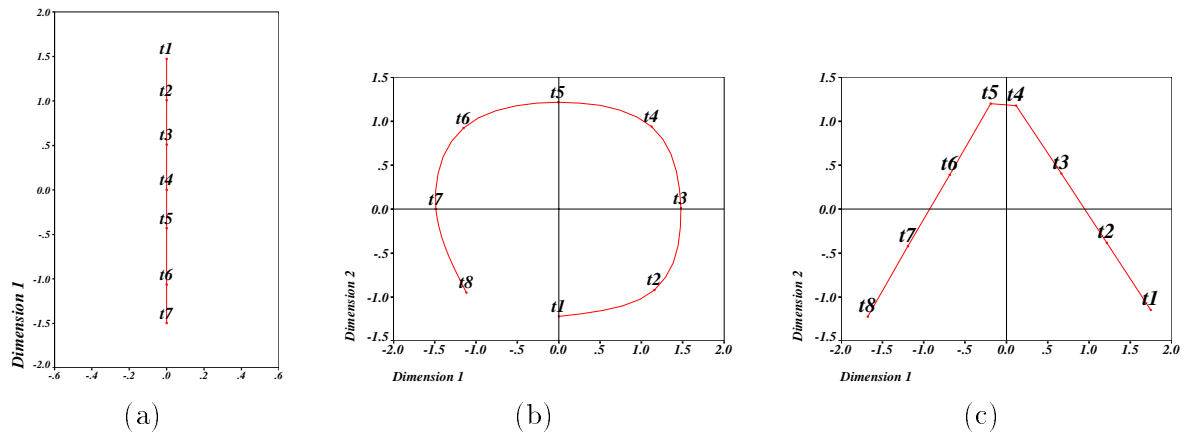 2.0
1.5
1.0
.5
0.0
-.5
-1.0
-1.5
-2.0
-.6 -.4 -.2 .0 .2 .4 .6
Dimension 1
t1
t2
t3
t4
t5
t6
t7
(a)
1.5
1.0
.5
0.0
-.5
-1.0
-1.5
-2.0 -1.5 -1.0 -.5 0.0 .5 1.0 1.5 2.0
Dimension 2
Dimension 1
t5
t6
t4
t7
t3
t8
t2
t1
(b)
1.5
1.0
.5
0.0
-.5
-1.0
-1.5
-2.0 -1.5 -1.0 -.5 0.0 .5 1.0 1.5 2.0
Dimension 2
Dimension 1
t5 t4
t6 t3
t7 t2
t8 t1
(c)